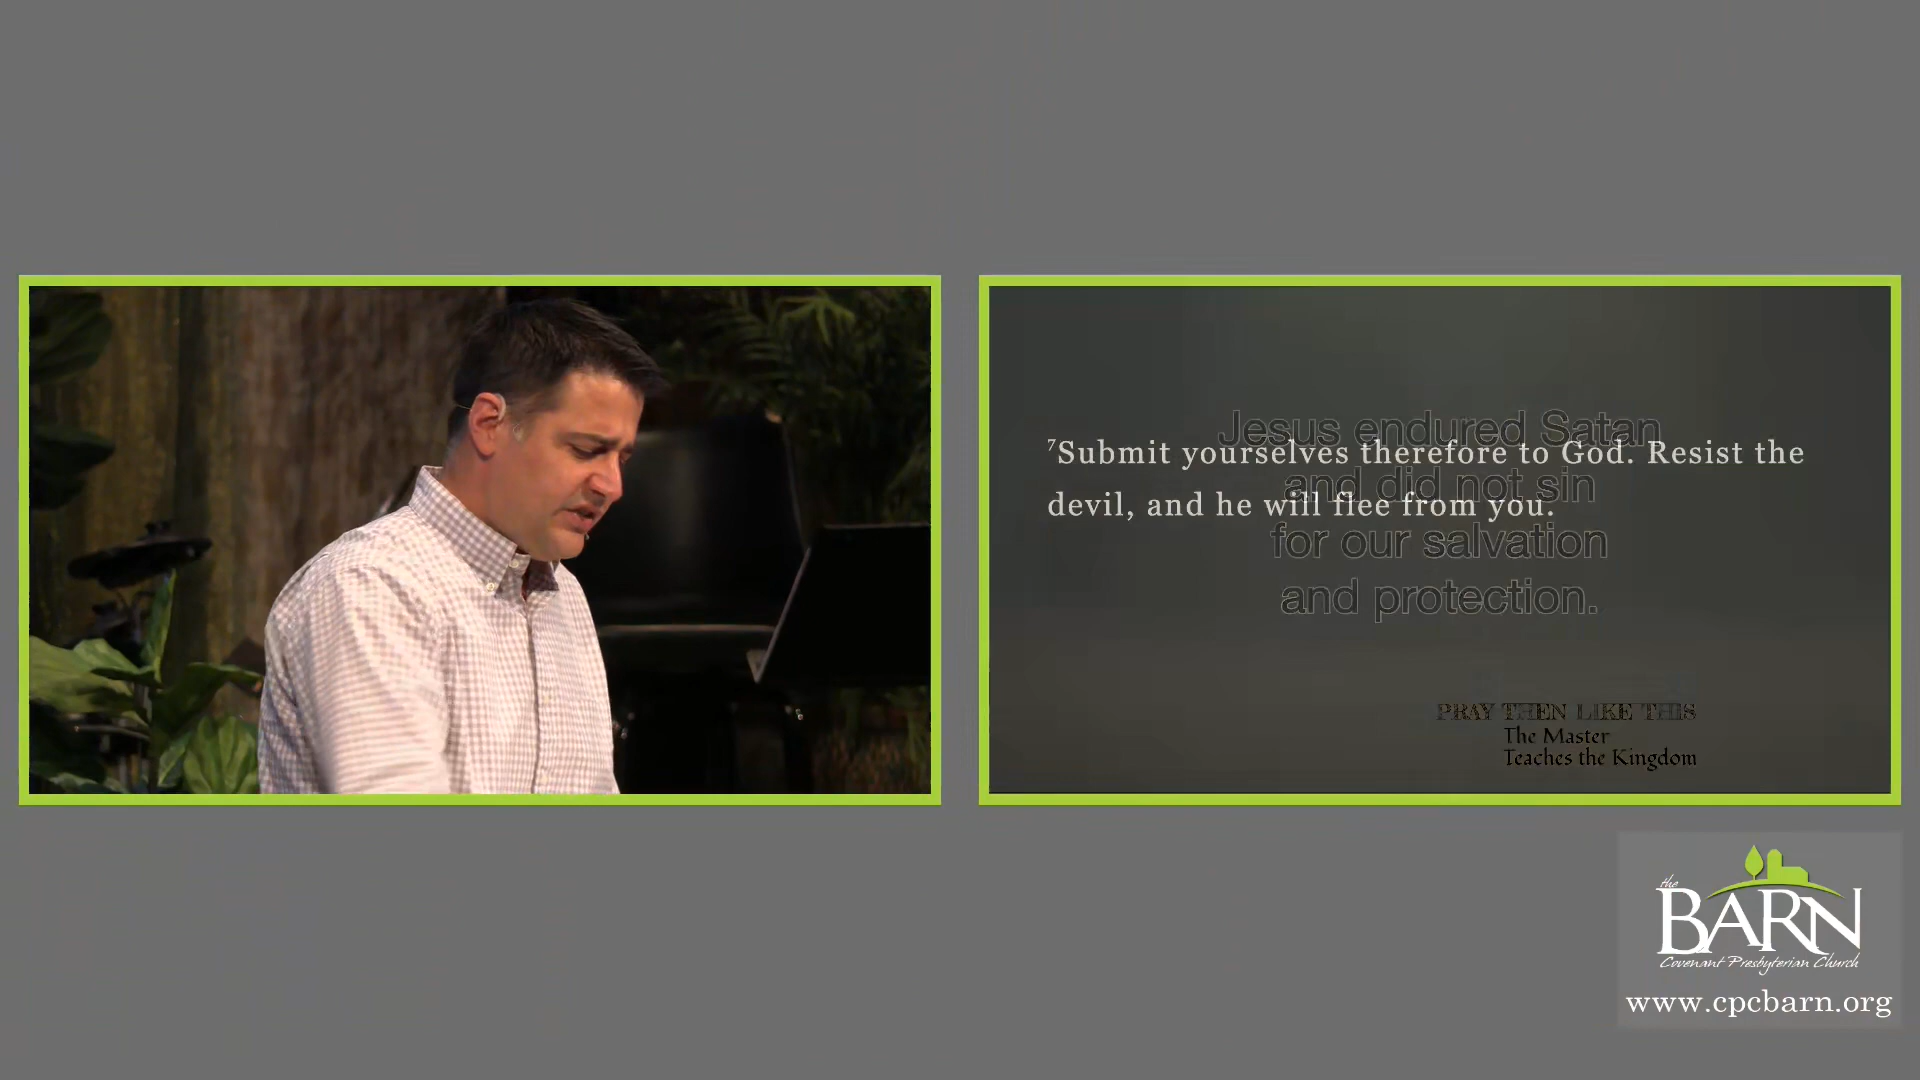 Jesus endured Satan
⁷Submit yourselves therefore to God. Resist the
and did not sin
devil, and he will flee from you.
for our salvation
and protection.
PRAY THEN LIKE THIS
The Master
Teaches the Kingdom
the
BARN
Covenant Presbyterian Church
www.cpcbarn.org